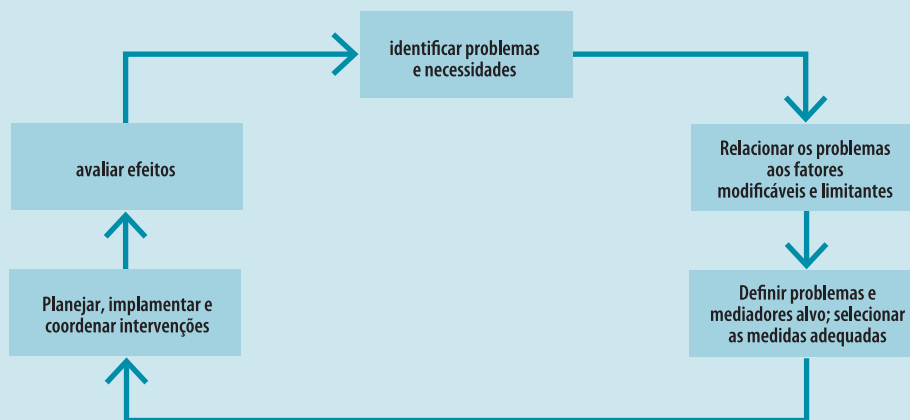 identificar problemas
e necessidades
Relacionar os problemas
aos fatores
modificáveis e limitantes
Definir problemas e
mediadores alvo; selecionar
as medidas adequadas
Planejar, implamentar e
coordenar intervenções
avaliar efeitos